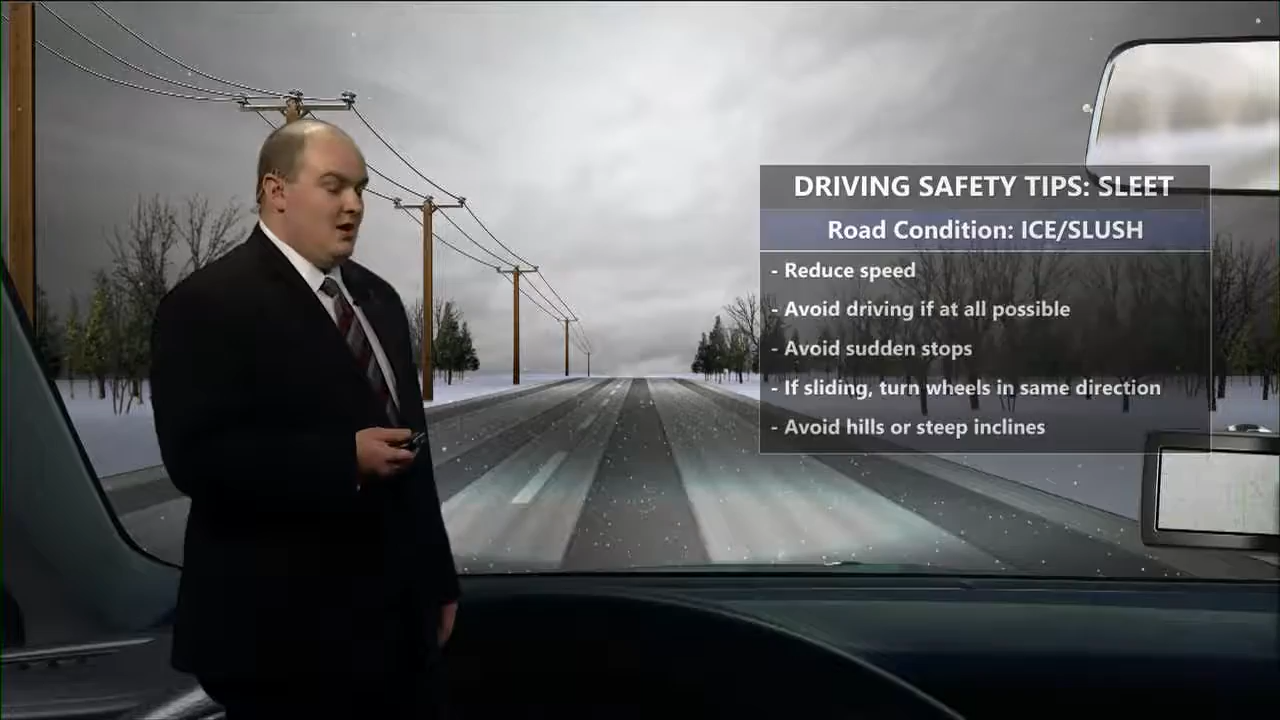 DRIVING SAFETY TIPS: SLEET
Road Condition: ICE/SLUSH
- Reduce speed
- Avoid driving if at all possible
- Avoid sudden stops
- If sliding, turn wheels in same direction
- Avoid hills or steep inclines